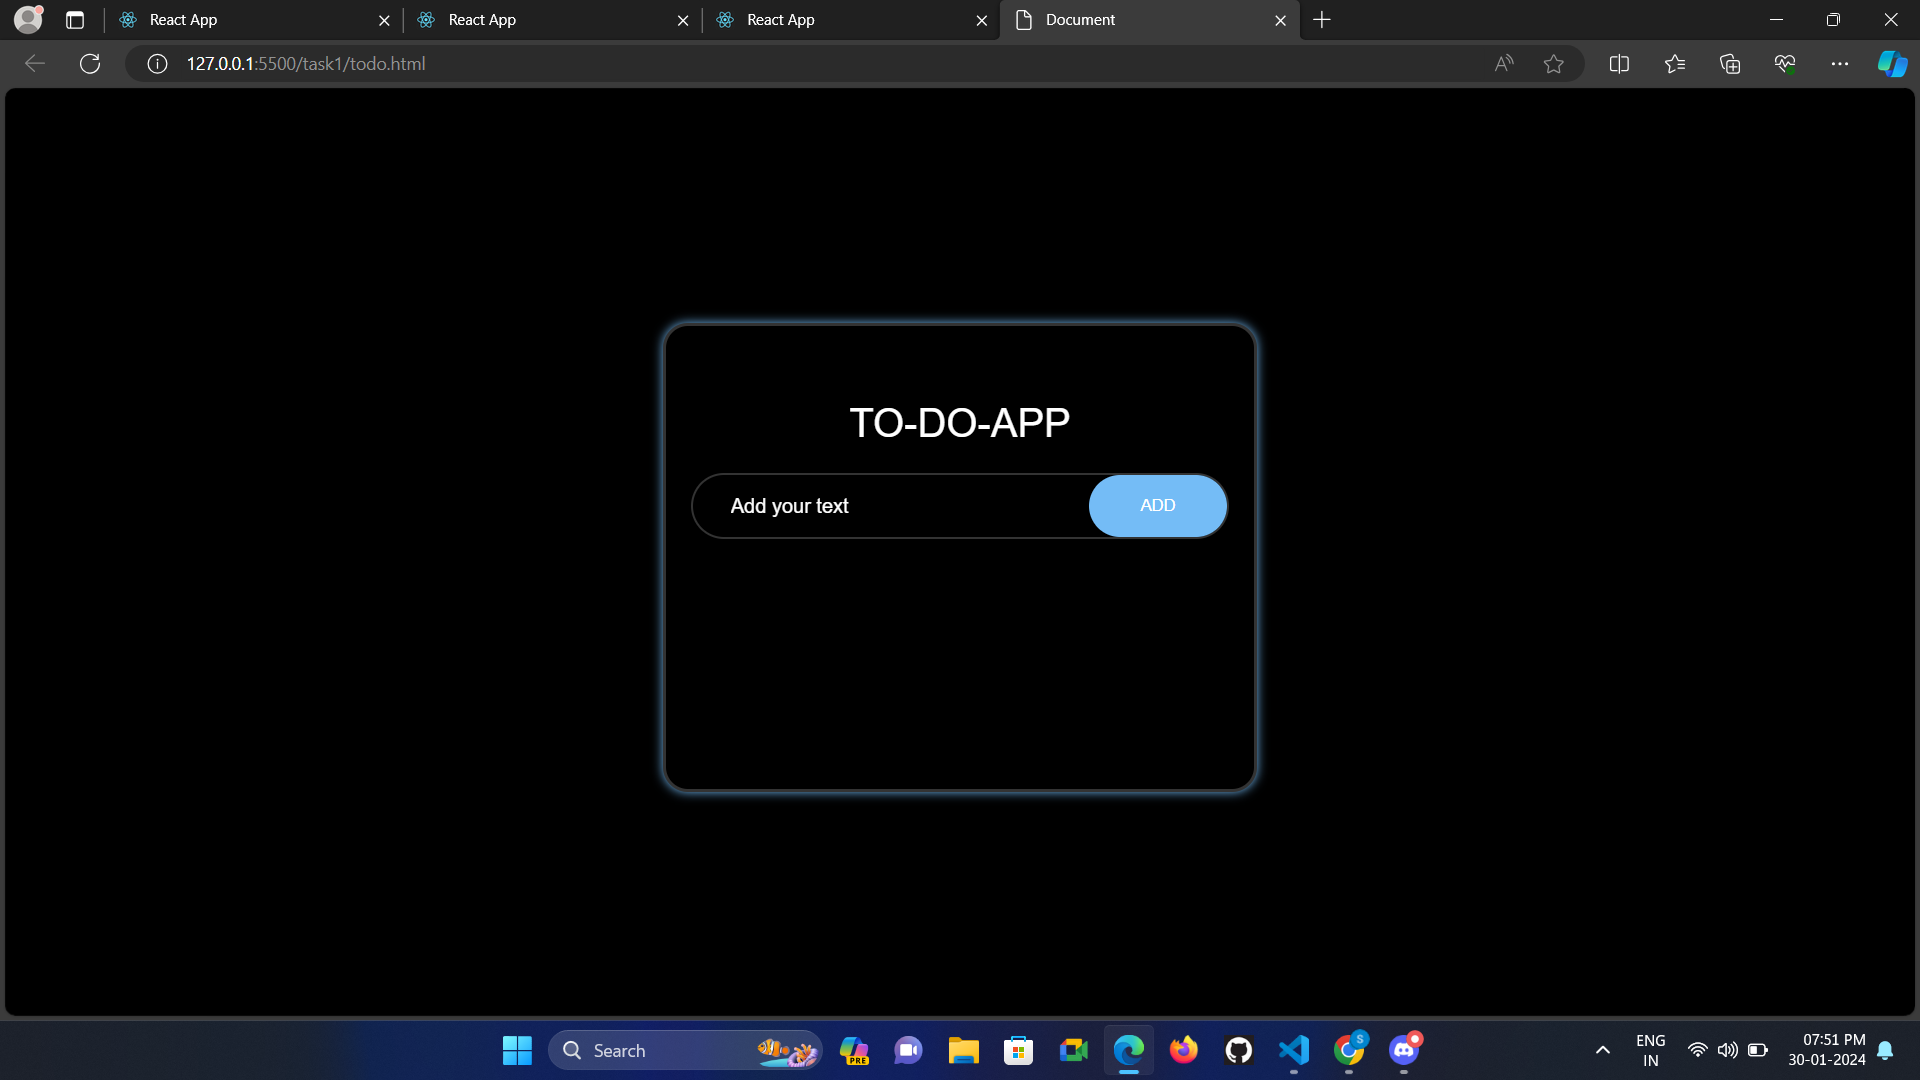 React App
React App
React App
Document
127.0.0.1:5500/task1/todo.html
TO-DO-APP
Add your text
ADD
Search
PRE
S
ENG
IN
07:51 PM
30-01-2024